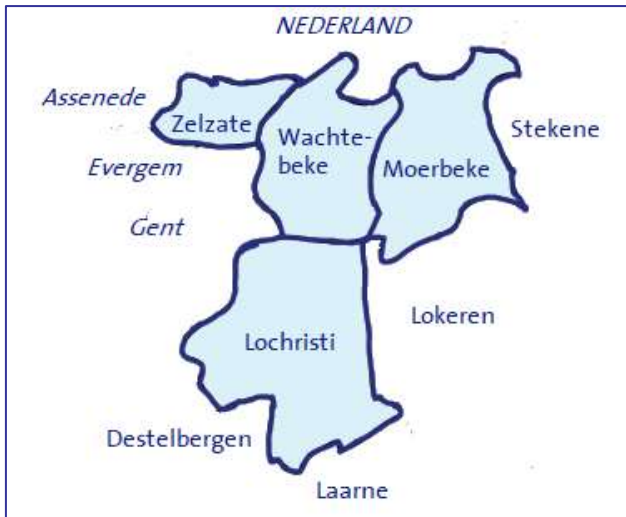 NEDERLAND
Assenede
Zelzate
Stekene
Wachte-
beke
Evergem
Moerbeke
Gent
Lokeren
Lochristi
Destelbergen
Laarne